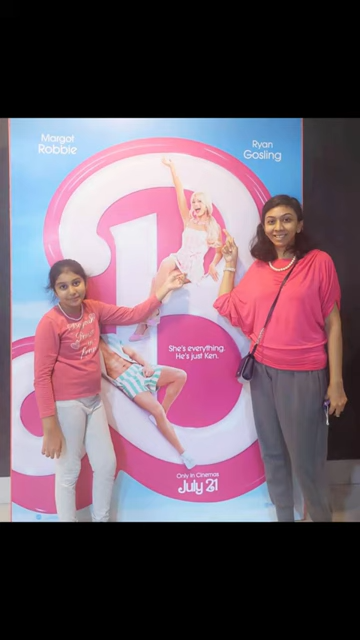 Margot
Robbie
Ryan
Gosling
She's everything.
He's just Ken.
Only in Cinemas
July 21